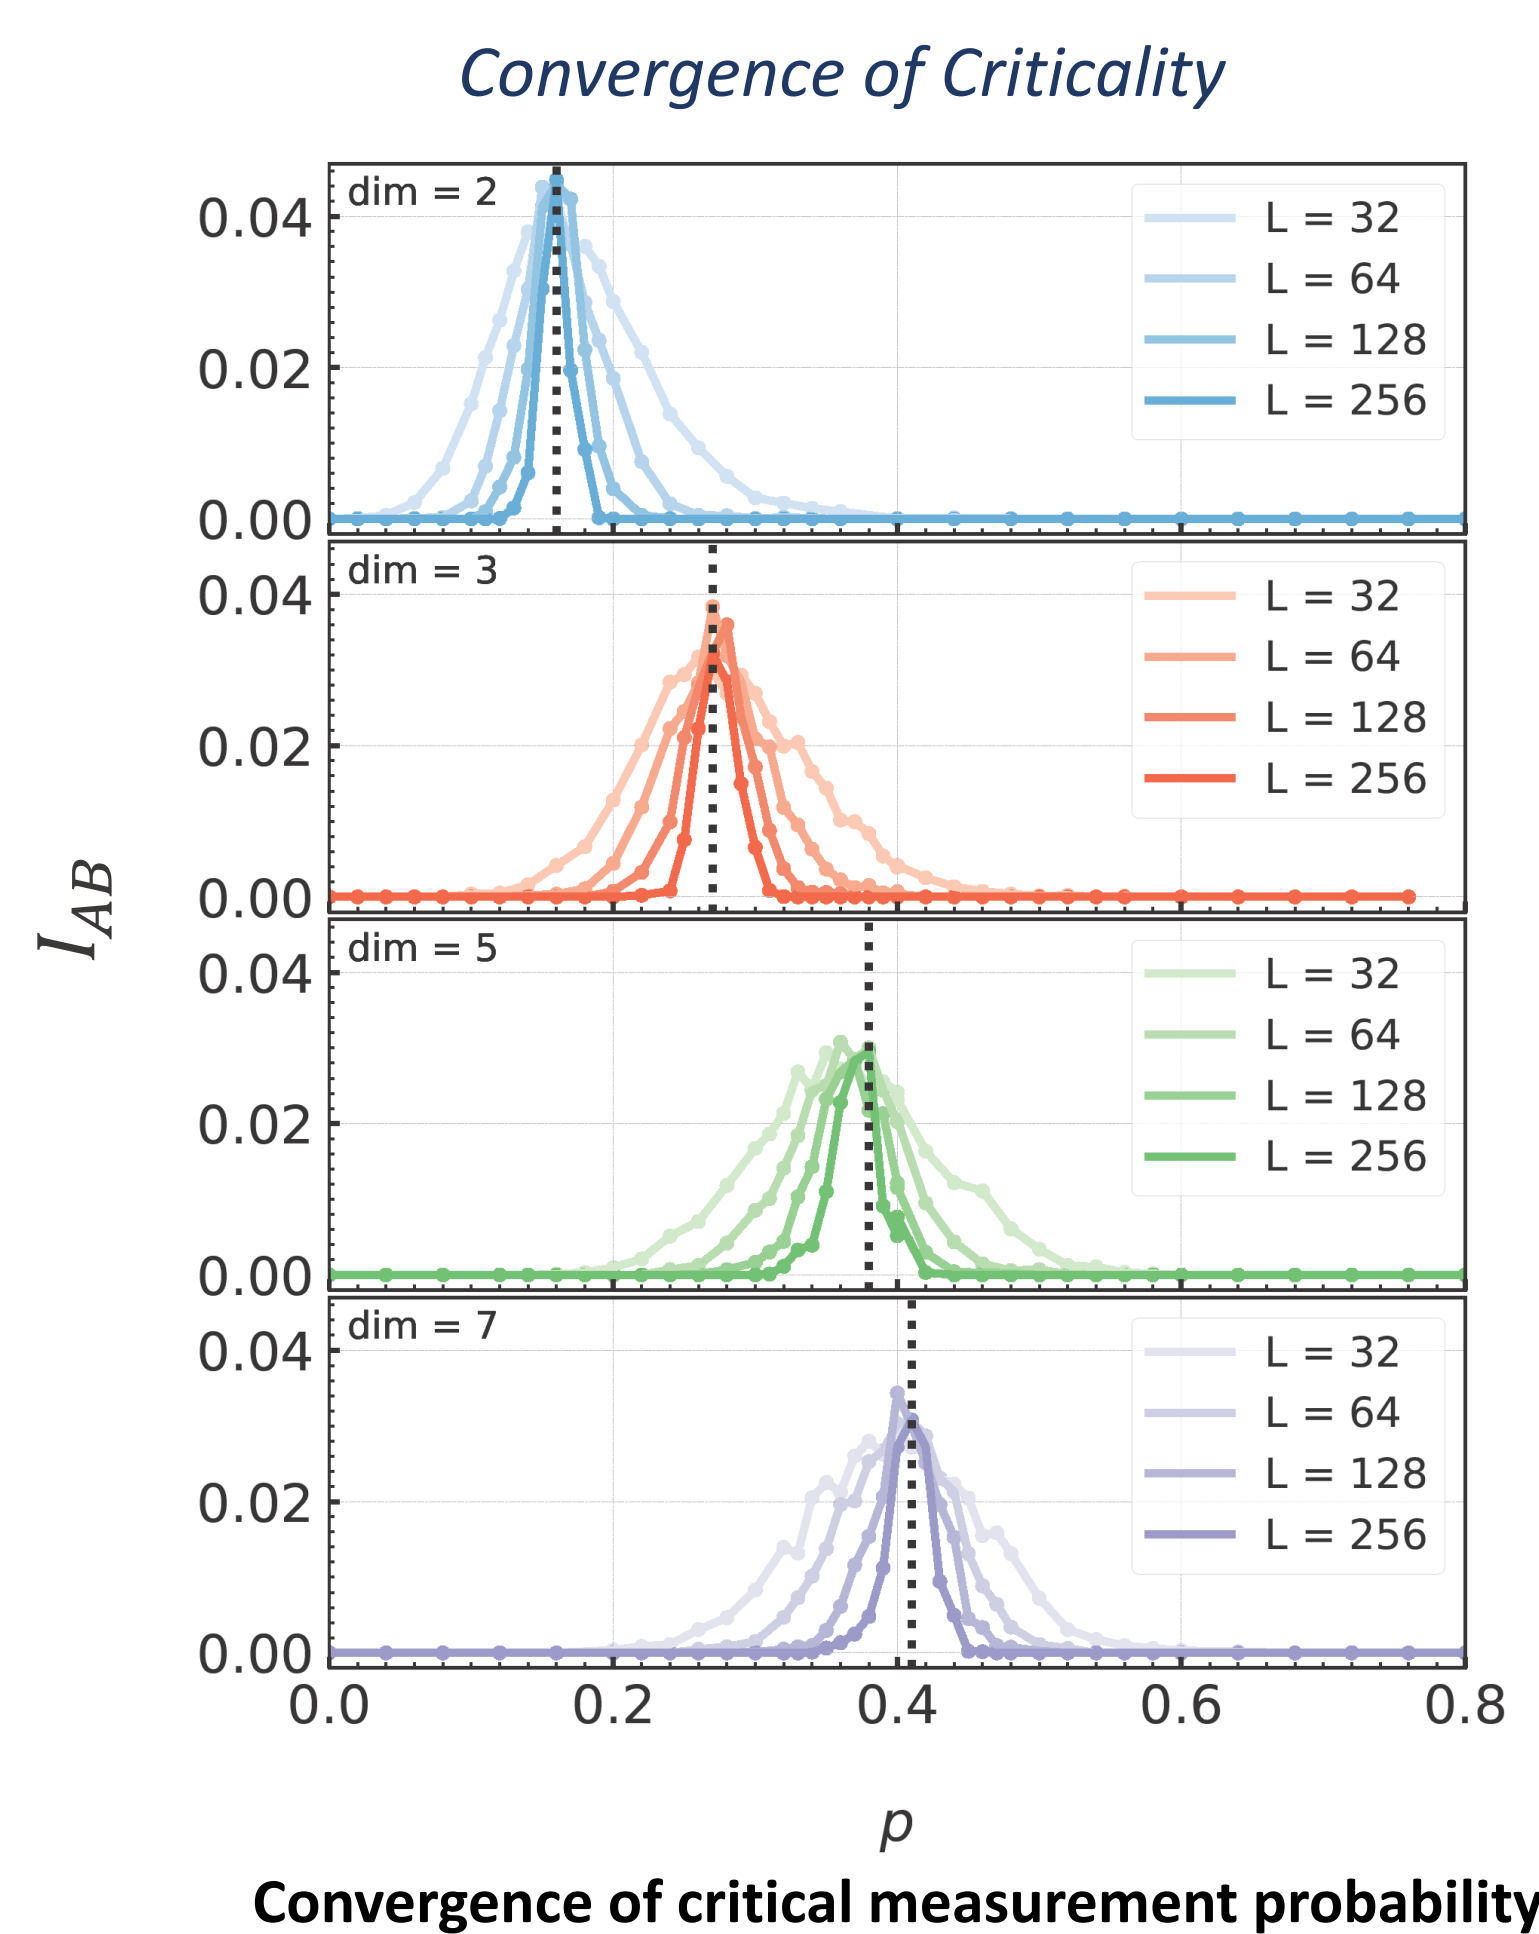 Convergence of Criticality
dim = 2
0.04
0.02
0.00
L = 32
L = 64
L = 128
L = 256
dim = 3
0.04
0.02
0.00
L = 32
L = 64
L = 128
L = 256
I_AB
dim = 5
0.04
0.02
0.00
L = 32
L = 64
L = 128
L = 256
dim = 7
0.04
0.02
0.00
L = 32
L = 64
L = 128
L = 256
0.0 0.2 0.4 0.6 0.8
p
Convergence of critical measurement probability